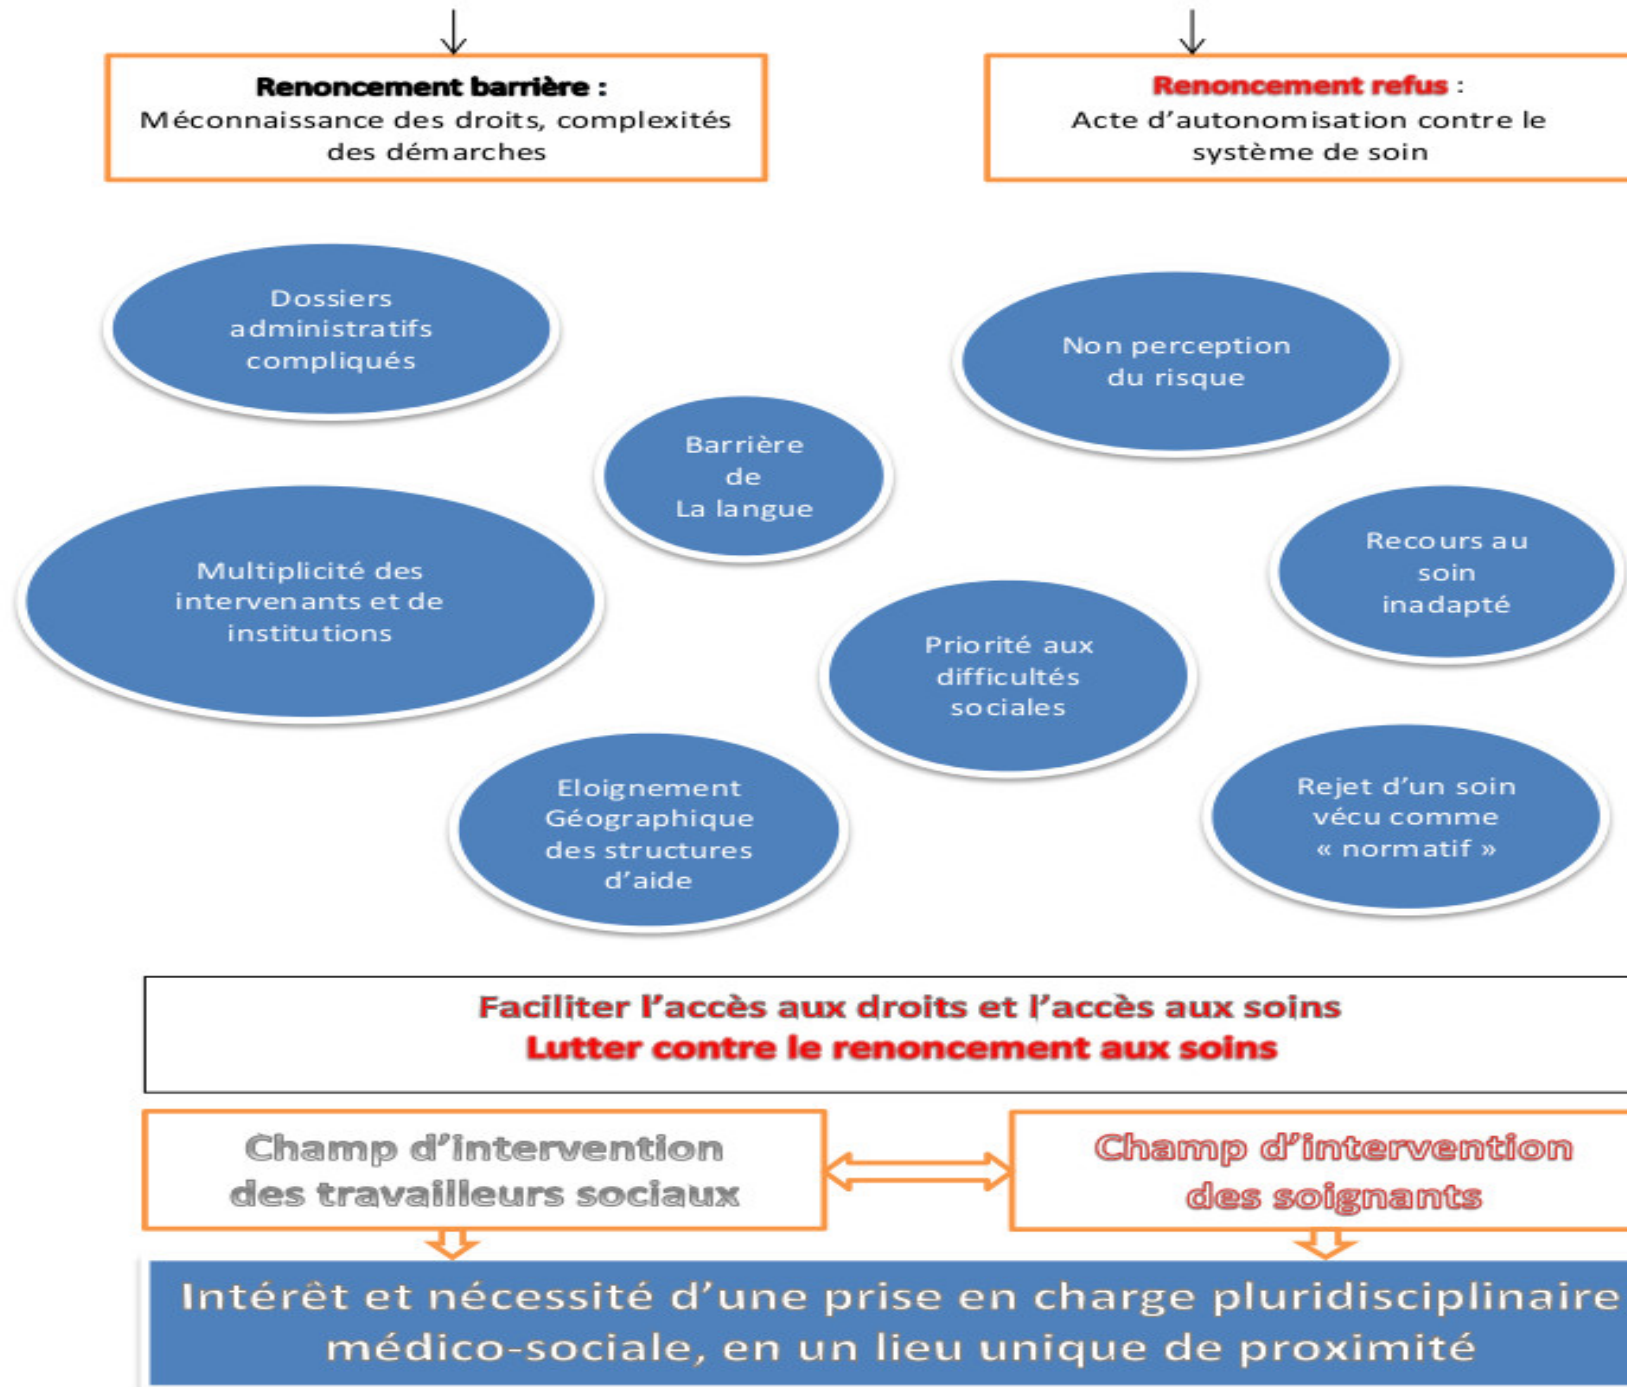 Renoncement barrière :
Méconnaissance des droits, complexités
des démarches
Renoncement refus :
Acte d’autonomisation contre le
système de soin
Dossiers
administratifs
compliqués
Non perception
du risque
Barrière
de
La langue
Multiplicité des
intervenants et de
institutions
Recours au
soin
inadapté
Priorité aux
difficultés
sociales
Eloignement
Géographique
des structures
d’aide
Rejet d’un soin
vécu comme
« normatif »
Faciliter l’accès aux droits et l’accès aux soins
Lutter contre le renoncement aux soins
Champ d’intervention
des travailleurs sociaux
Champ d’intervention
des soignants
Intérêt et nécessité d’une prise en charge pluridisciplinaire
médico-sociale, en un lieu unique de proximité